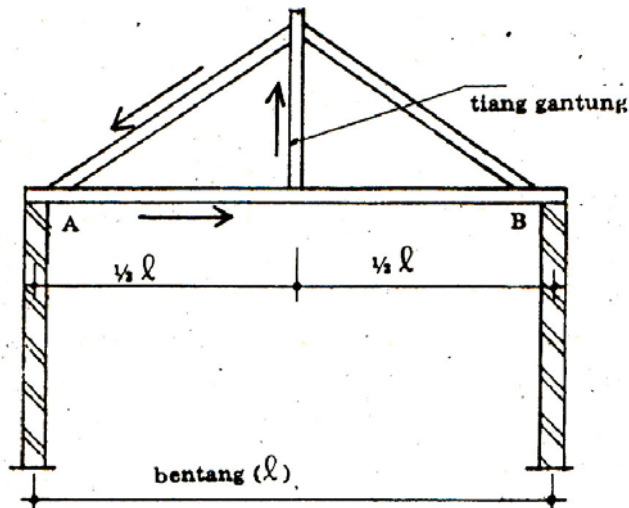 tiang gantung
A
B
½ ℓ
½ ℓ
bentang (ℓ)